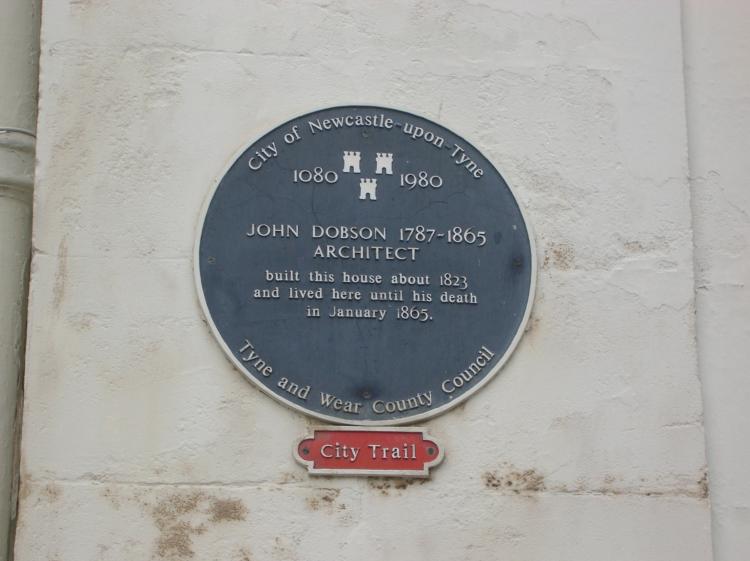 City of Newcastle-upon-Tyne
1080 1980
JOHN DOBSON 1787-1865
ARCHITECT
built this house about 1823
and lived here until his death
in January 1865.
Tyne and Wear County Council
City Trail